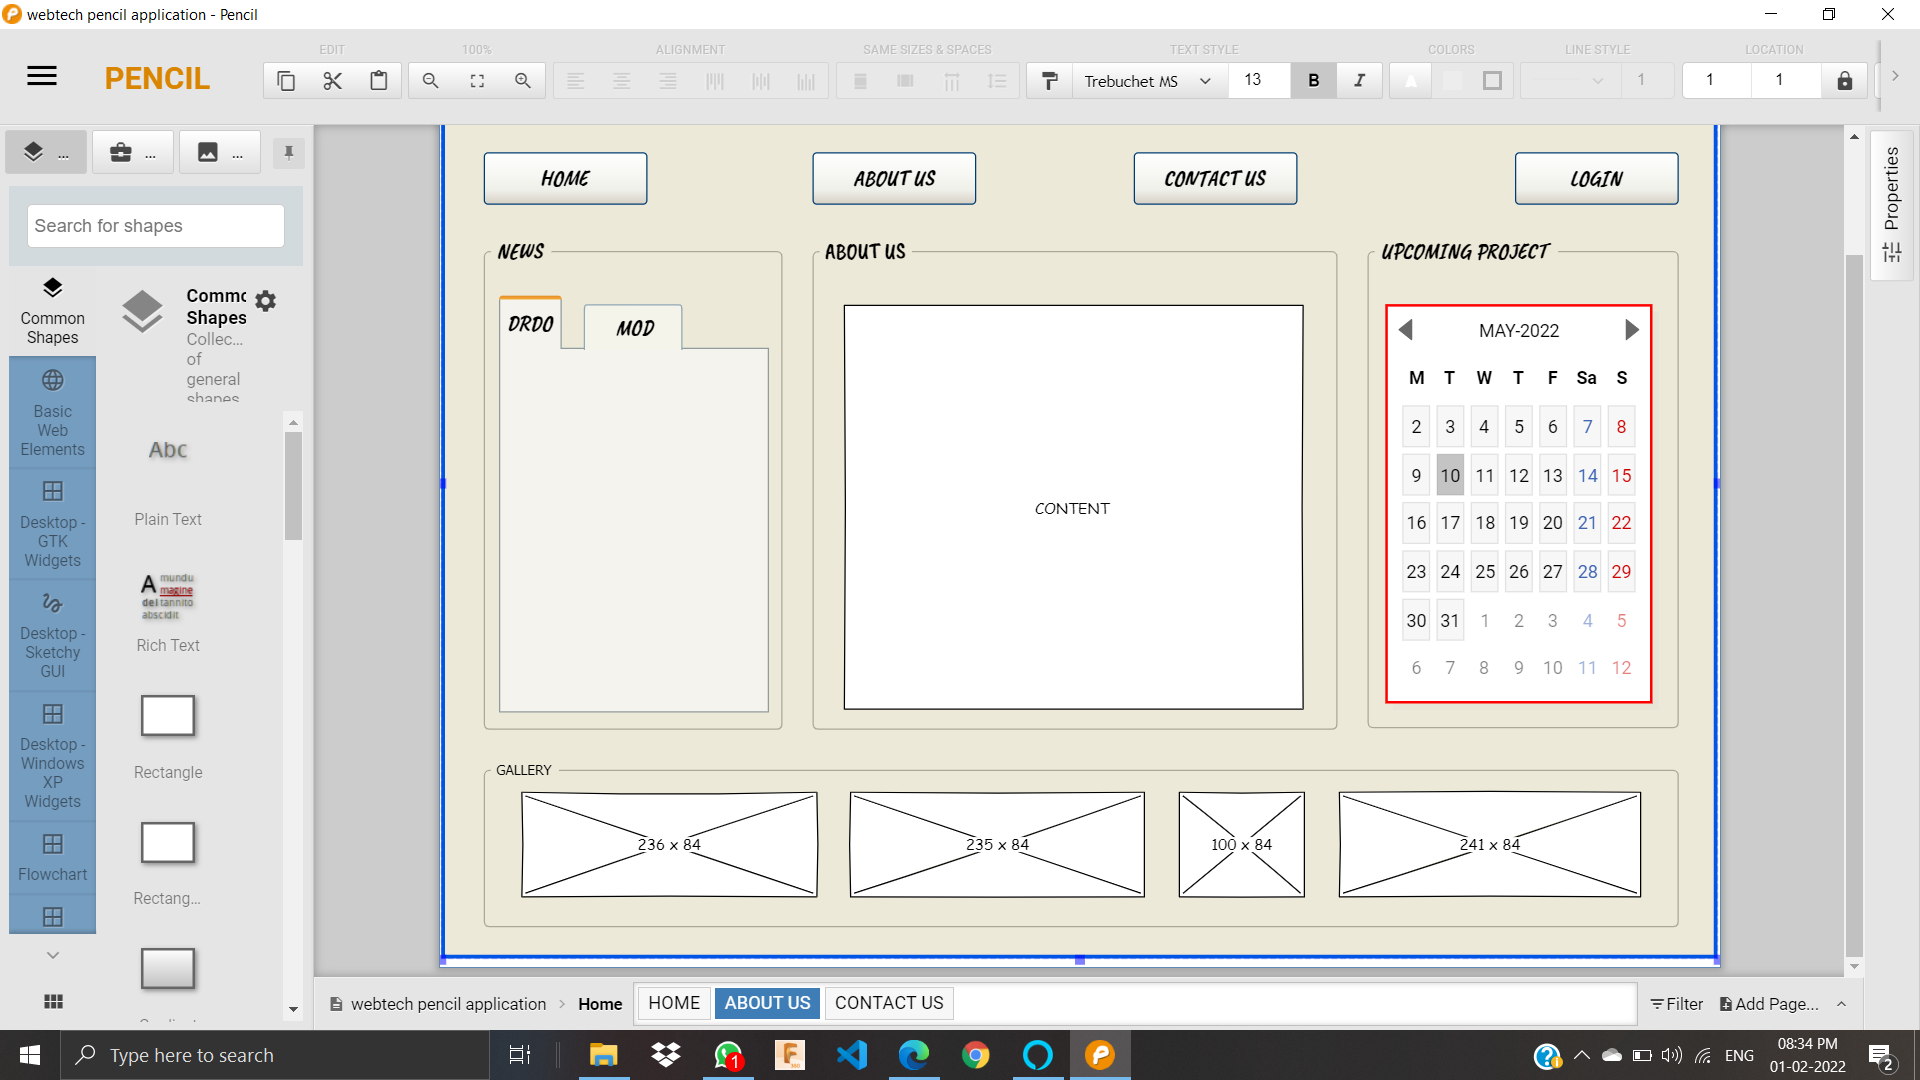 webtech pencil application - Pencil
EDIT 100% ALIGNMENT SAME SIZES & SPACES TEXT STYLE COLORS LINE STYLE LOCATION
PENCIL
Trebuchet MS 13 B I A 1 1 1
... ... ...
Search for shapes
Common
Shapes
Basic
Web
Elements
Desktop -
GTK
Widgets
Desktop -
Sketchy
GUI
Desktop -
Windows
XP
Widgets
Flowchart
Shapes
Collec...
of
general
shapes
Abc
Plain Text
A mundu
magine
del tannito
abscidit
Rich Text
Rectangle
Rectang...
HOME ABOUT US CONTACT US LOGIN
NEWS
DRDO MOD
ABOUT US
CONTENT
UPCOMING PROJECT
MAY-2022
M T W T F Sa S
2 3 4 5 6 7 8
9 10 11 12 13 14 15
16 17 18 19 20 21 22
23 24 25 26 27 28 29
30 31 1 2 3 4 5
6 7 8 9 10 11 12
GALLERY
236 x 84 235 x 84 100 x 84 241 x 84
Properties
webtech pencil application > Home HOME ABOUT US CONTACT US Filter Add Page...
Type here to search
1
ENG
08:34 PM
01-02-2022
2